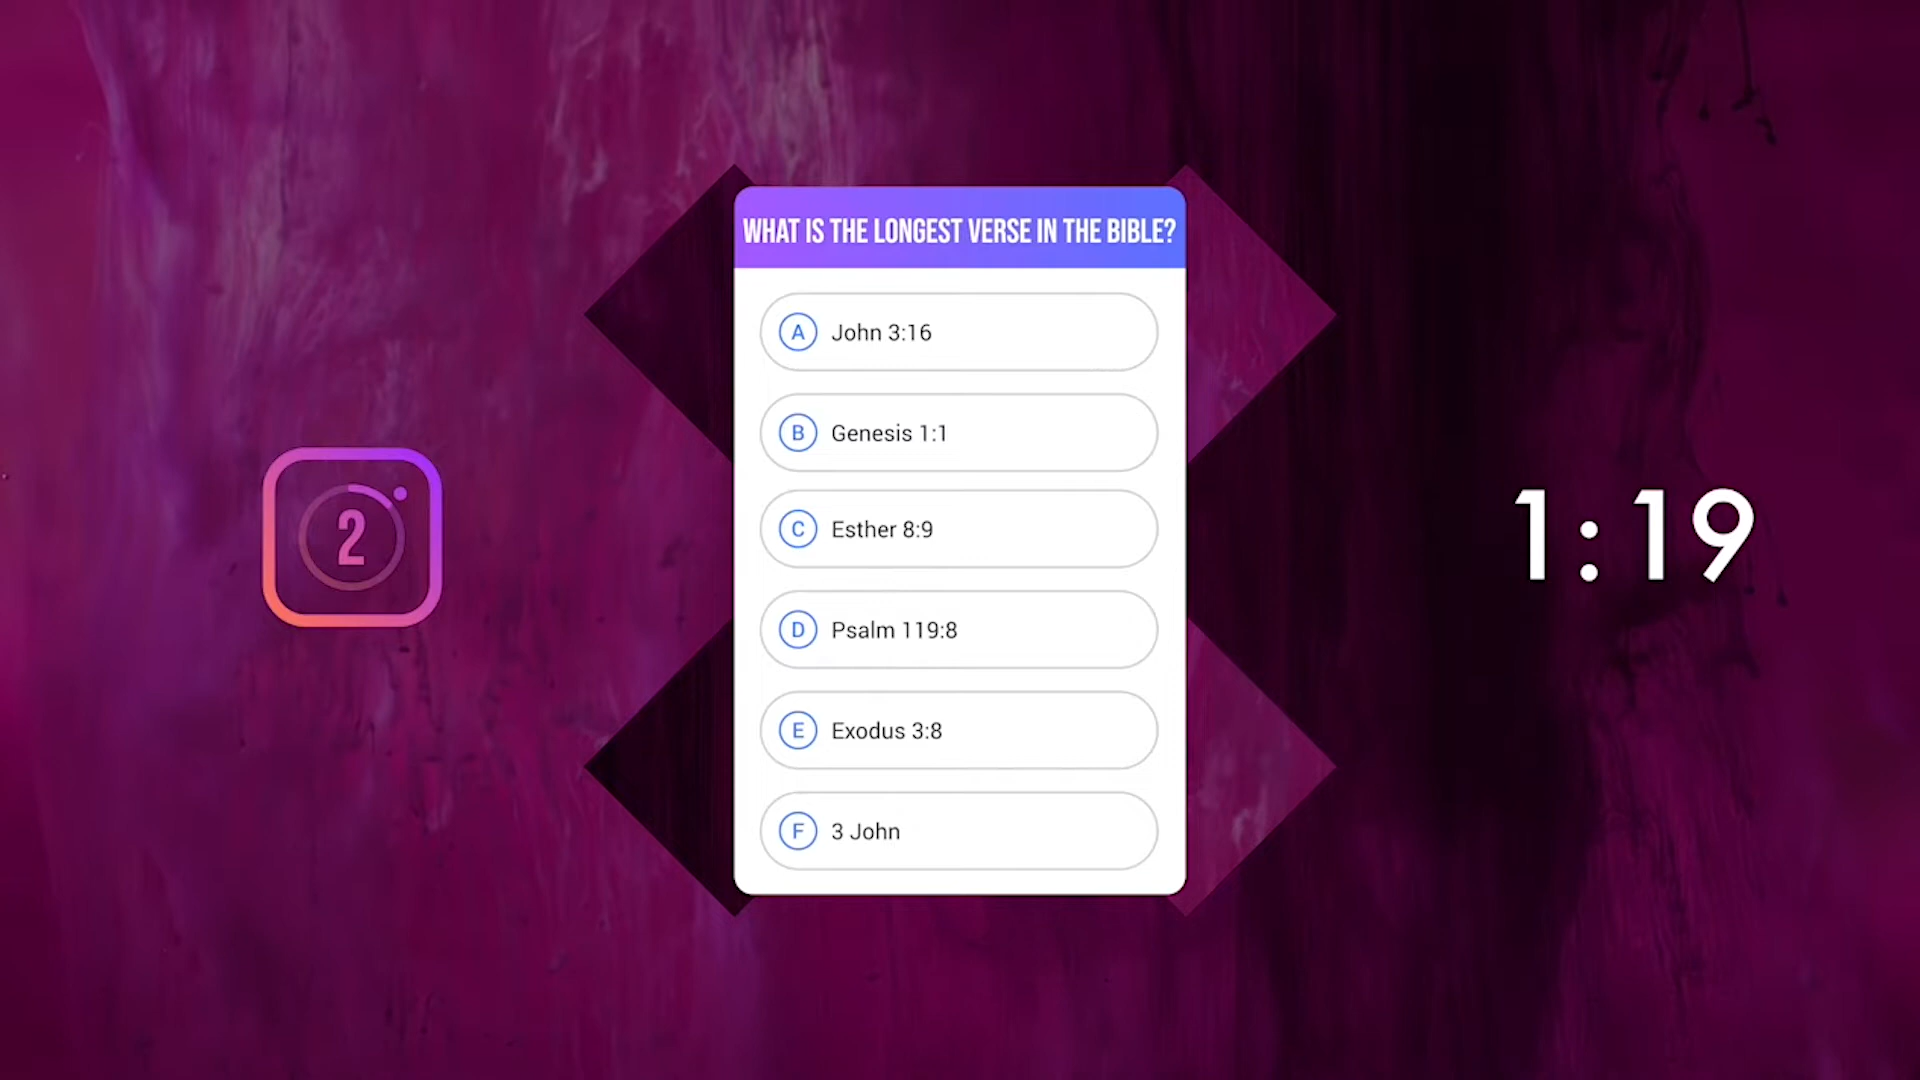 WHAT IS THE LONGEST VERSE IN THE BIBLE?
A John 3:16
B Genesis 1:1
C Esther 8:9
D Psalm 119:8
E Exodus 3:8
F 3 John
2
1:19